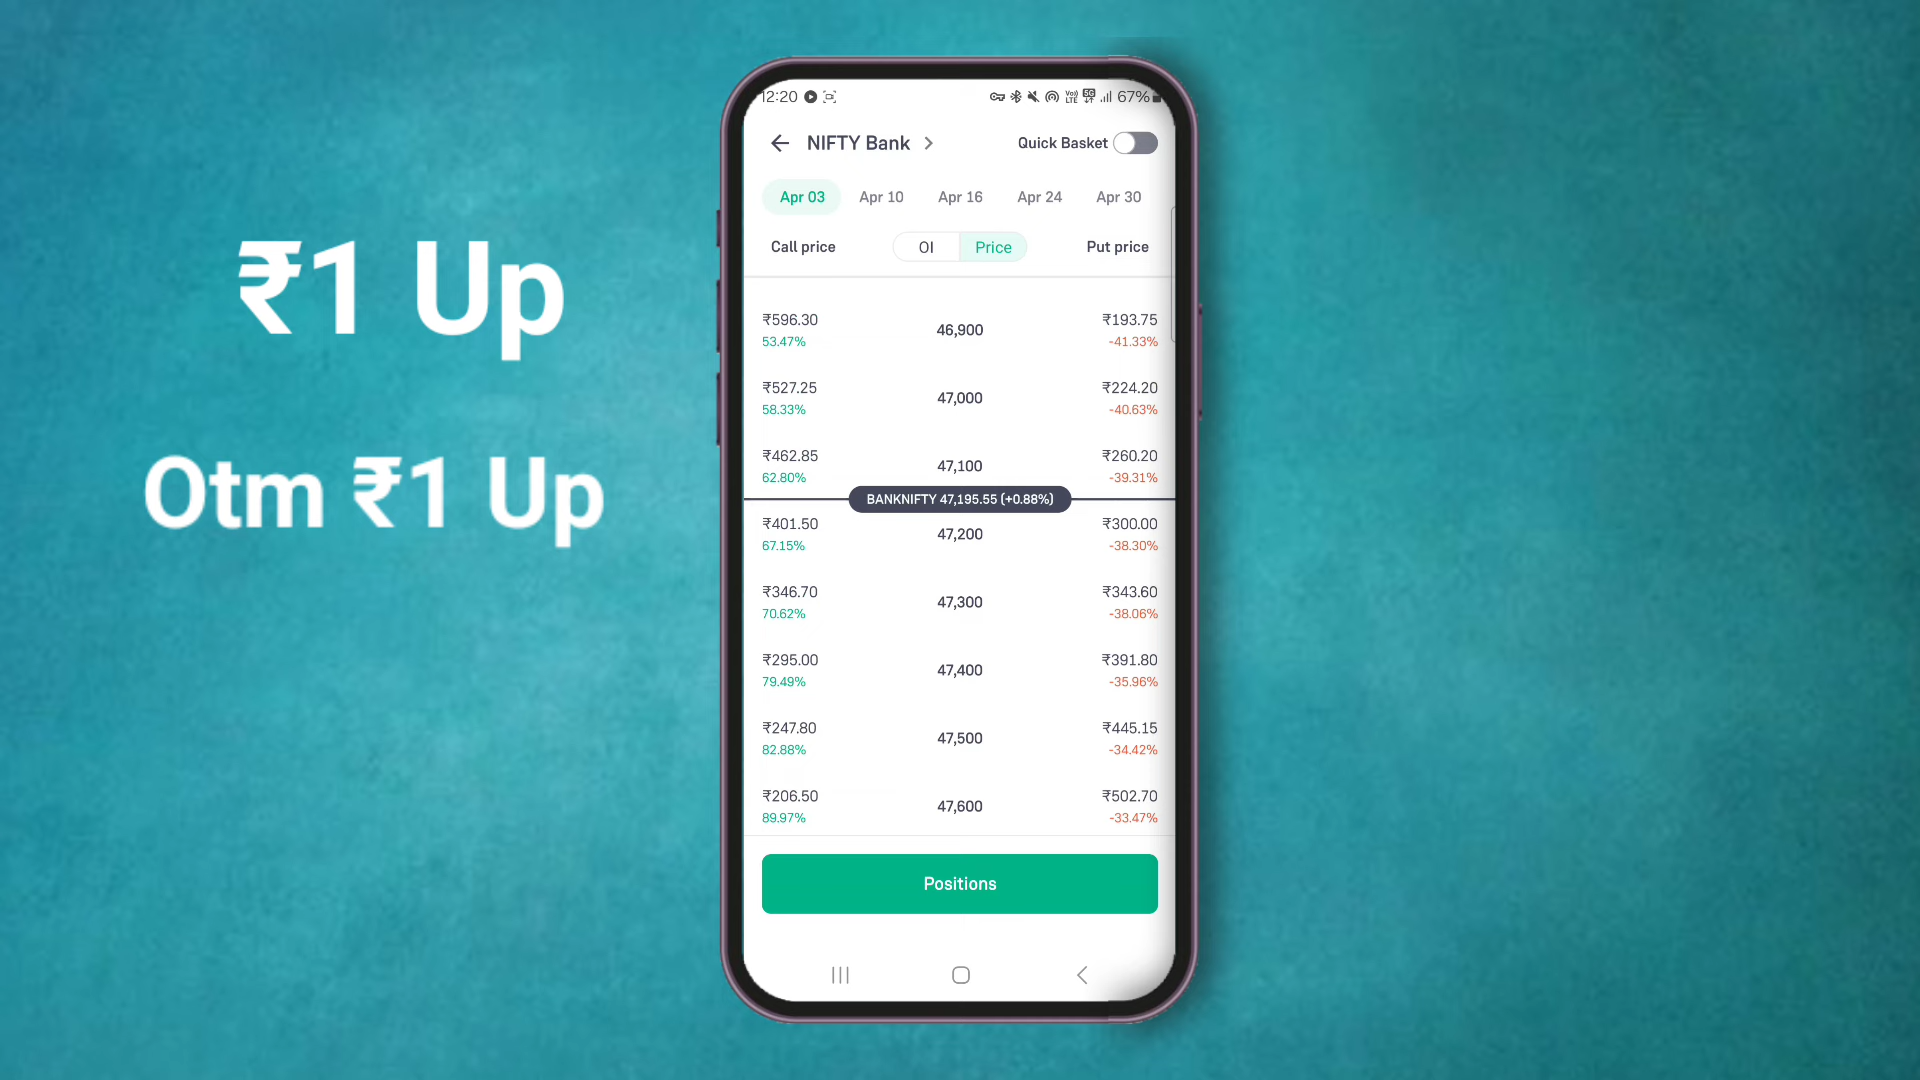 ₹1 Up
Otm ₹1 Up
12:20 67%
NIFTY Bank Quick Basket
Apr 03 Apr 10 Apr 16 Apr 24 Apr 30
Call price OI Price Put price
₹596.30 46,900 ₹193.75
53.47% -41.33%
₹527.25 47,000 ₹224.20
58.33% -40.63%
₹462.85 47,100 ₹260.20
62.80% -39.31%
BANKNIFTY 47,195.55 (+0.88%)
₹401.50 47,200 ₹300.00
67.15% -38.30%
₹346.70 47,300 ₹343.60
70.62% -38.06%
₹295.00 47,400 ₹391.80
79.49% -35.96%
₹247.80 47,500 ₹445.15
82.88% -34.42%
₹206.50 47,600 ₹502.70
89.97% -33.47%
Positions